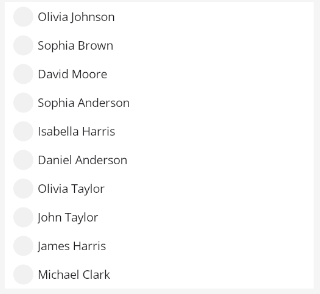 Olivia Johnson
Sophia Brown
David Moore
Sophia Anderson
Isabella Harris
Daniel Anderson
Olivia Taylor
John Taylor
James Harris
Michael Clark